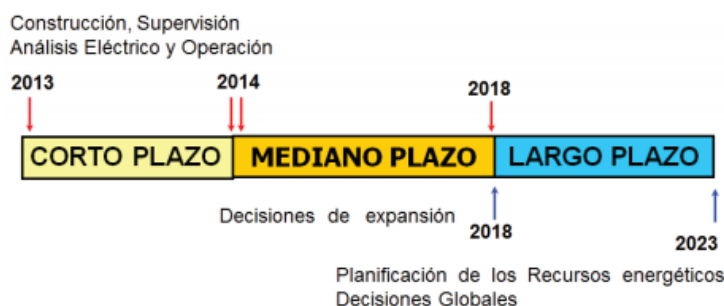 Construcción, Supervisión
Análisis Eléctrico y Operación
2013 2014 2018
CORTO PLAZO MEDIANO PLAZO LARGO PLAZO
Decisiones de expansión 2018 2023
Planificación de los Recursos energéticos
Decisiones Globales